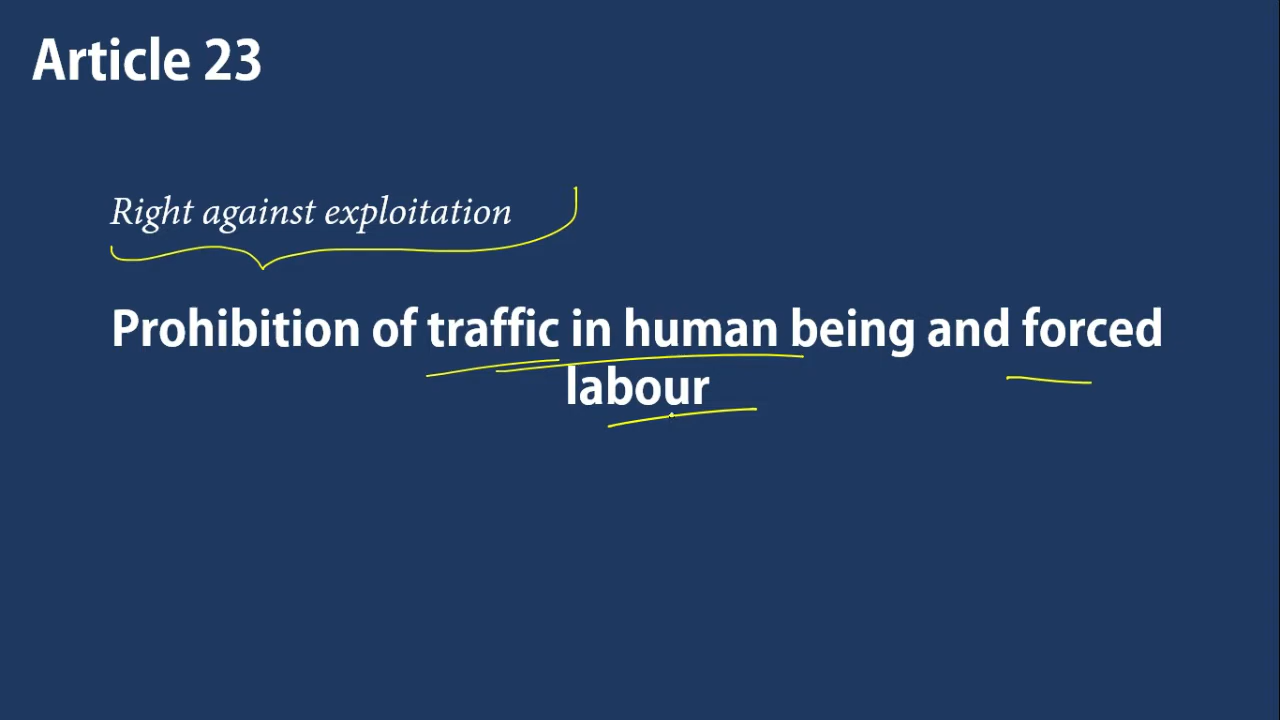 Article 23
Right against exploitation
Prohibition of traffic in human being and forced
labour